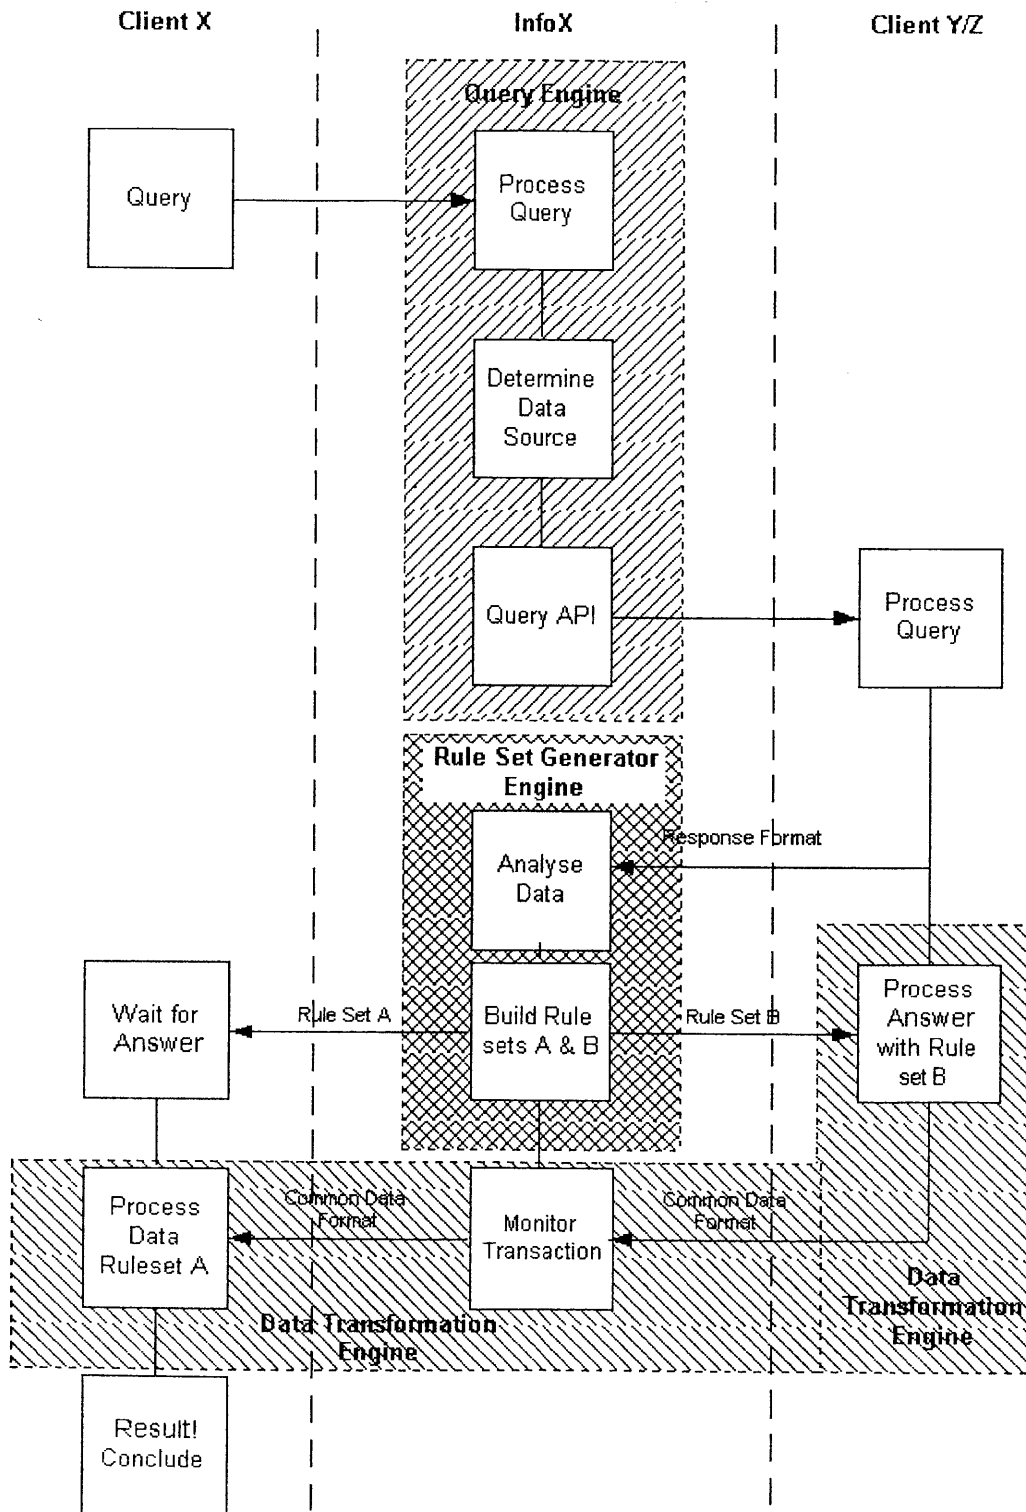 Client X
InfoX
Client Y/Z
Query Engine
Query
Process
Query
Determine
Data
Source
Query API
Process
Query
Rule Set Generator
Engine
Response Format
Analyse
Data
Wait for
Answer
Rule Set A
Build Rule
sets A & B
Rule Set B
Process
Answer
with Rule
set B
Process
Data
Ruleset A
Common Data
Format
Monitor
Transaction
Common Data
Format
Data Transformation
Engine
Data
Transformation
Engine
Result!
Conclude